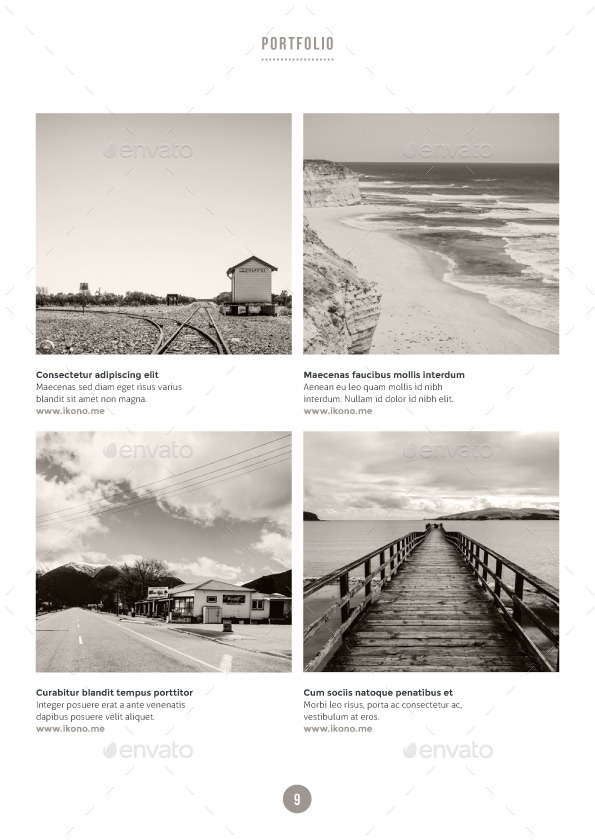 PORTFOLIO
envato
envato
Consectetur adipiscing elit
Maecenas sed diam eget risus varius
blandit sit amet non magna.
www.ikono.me
Maecenas faucibus mollis interdum
Aenean eu leo quam mollis id nibh
interdum. Nullam id dolor id nibh elit.
www.ikono.me
envato
envato
Curabitur blandit tempus porttitor
Integer posuere erat a ante venenatis
dapibus posuere velit aliquet.
www.ikono.me
Cum sociis natoque penatibus et
Morbi leo risus, porta ac consectetur ac,
vestibulum at eros.
www.ikono.me
envato
envato
9